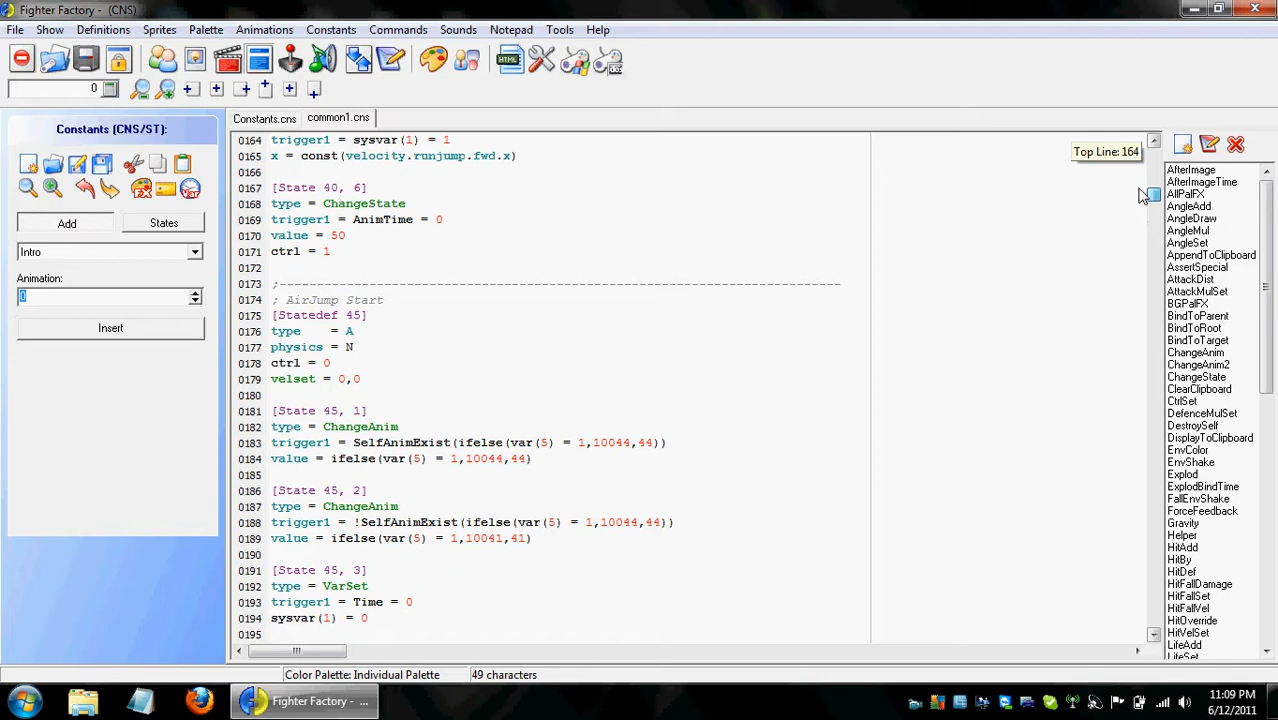 Fighter Factory - (CNS)
File Show Definitions Sprites Palette Animations Constants Commands Sounds Notepad Tools Help
HTML
0
Constants (CNS/ST):
Constants.cns common1.cns
FX Var
Add States
Intro
Animation:
0
Insert
0164 trigger1 = sysvar(1) = 1
0165 x = const(velocity.runjump.fwd.x)
0166
0167 [State 40, 6]
0168 type = ChangeState
0169 trigger1 = AnimTime = 0
0170 value = 50
0171 ctrl = 1
0172
0173 ;---------------------------------------------------------------------------
0174 ; AirJump Start
0175 [Statedef 45]
0176 type    = A
0177 physics = N
0178 ctrl = 0
0179 velset = 0,0
0180
0181 [State 45, 1]
0182 type = ChangeAnim
0183 trigger1 = SelfAnimExist(ifelse(var(5) = 1,10044,44))
0184 value = ifelse(var(5) = 1,10044,44)
0185
0186 [State 45, 2]
0187 type = ChangeAnim
0188 trigger1 = !SelfAnimExist(ifelse(var(5) = 1,10044,44))
0189 value = ifelse(var(5) = 1,10041,41)
0190
0191 [State 45, 3]
0192 type = VarSet
0193 trigger1 = Time = 0
0194 sysvar(1) = 0
0195
Top Line: 164
AfterImage
AfterImageTime
AllPalFX
AngleAdd
AngleDraw
AngleMul
AngleSet
AppendToClipboard
AssertSpecial
AttackDist
AttackMulSet
BGPalFX
BindToParent
BindToRoot
BindToTarget
ChangeAnim
ChangeAnim2
ChangeState
ClearClipboard
CtrlSet
DefenceMulSet
DestroySelf
DisplayToClipboard
EnvColor
EnvShake
Explod
ExplodBindTime
FallEnvShake
ForceFeedback
Gravity
Helper
HitAdd
HitBy
HitDef
HitFallDamage
HitFallSet
HitFallVel
HitOverride
HitVelSet
LifeAdd
LifeSet
Color Palette: Individual Palette 49 characters
Fighter Factory - ...
11:09 PM
6/12/2011